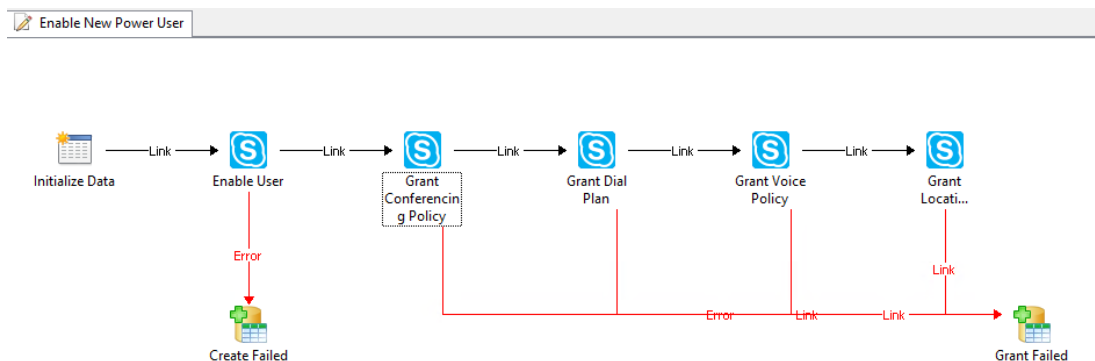 Enable New Power User
Link
Link
Link
Link
Link
Initialize Data
Enable User
Grant
Conferencin
g Policy
Grant Dial
Plan
Grant Voice
Policy
Grant
Locati...
Error
Link
Error
Link
Link
Create Failed
Grant Failed